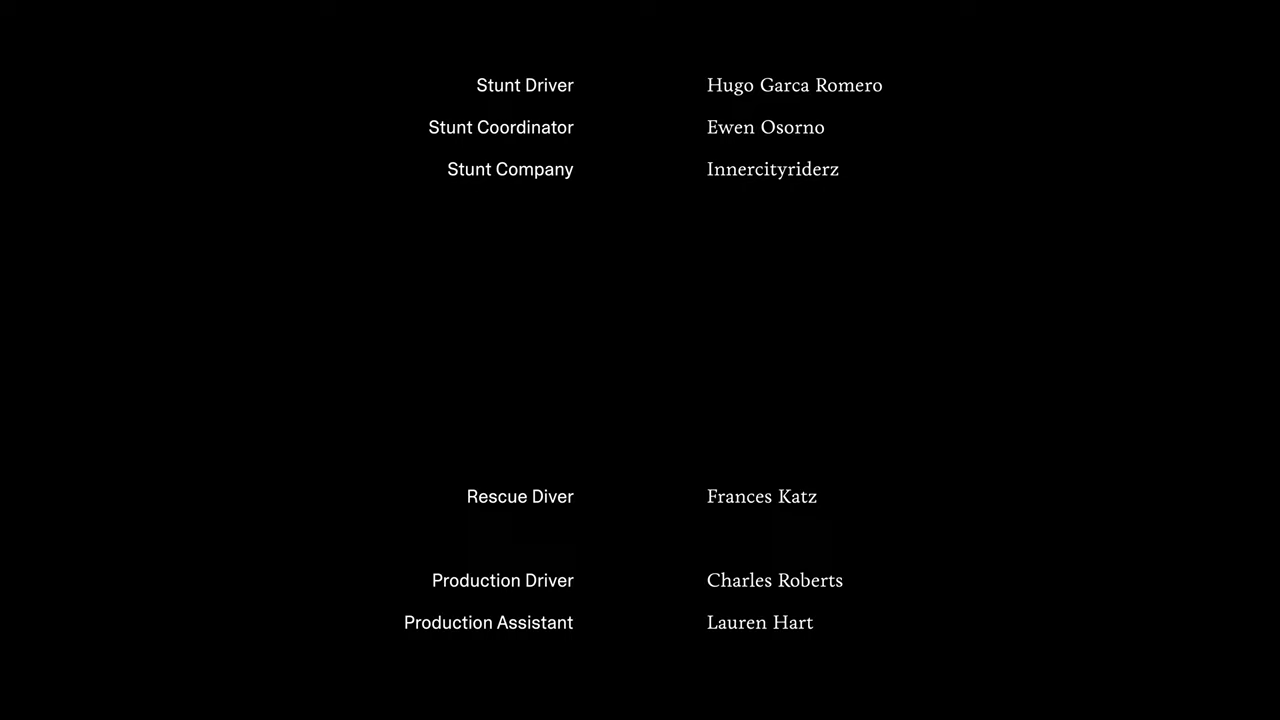 Stunt Driver Hugo Garca Romero
Stunt Coordinator Ewen Osorno
Stunt Company Innercityriderz
Rescue Diver Frances Katz
Production Driver Charles Roberts
Production Assistant Lauren Hart